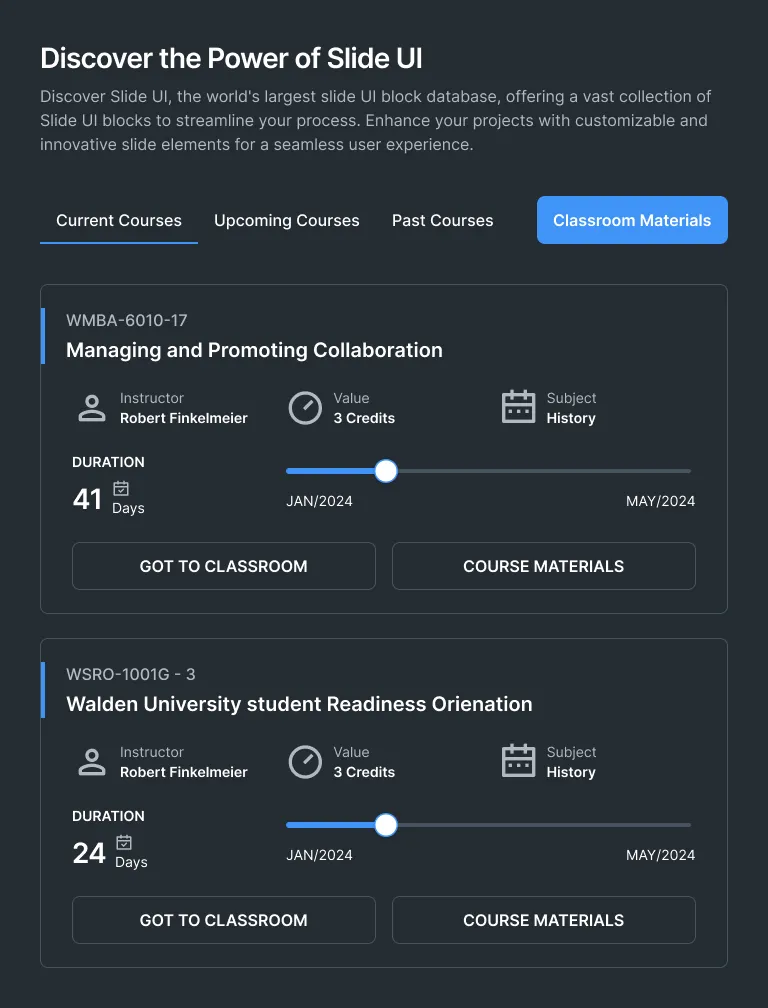 Discover the Power of Slide UI
Discover Slide UI, the world's largest slide UI block database, offering a vast collection of
Slide UI blocks to streamline your process. Enhance your projects with customizable and
innovative slide elements for a seamless user experience.
Current Courses Upcoming Courses Past Courses Classroom Materials
WMBA-6010-17
Managing and Promoting Collaboration
Instructor Value Subject
Robert Finkelmeier 3 Credits History
DURATION
41 Days JAN/2024 MAY/2024
GOT TO CLASSROOM COURSE MATERIALS
WSRO-1001G - 3
Walden University student Readiness Orienation
Instructor Value Subject
Robert Finkelmeier 3 Credits History
DURATION
24 Days JAN/2024 MAY/2024
GOT TO CLASSROOM COURSE MATERIALS